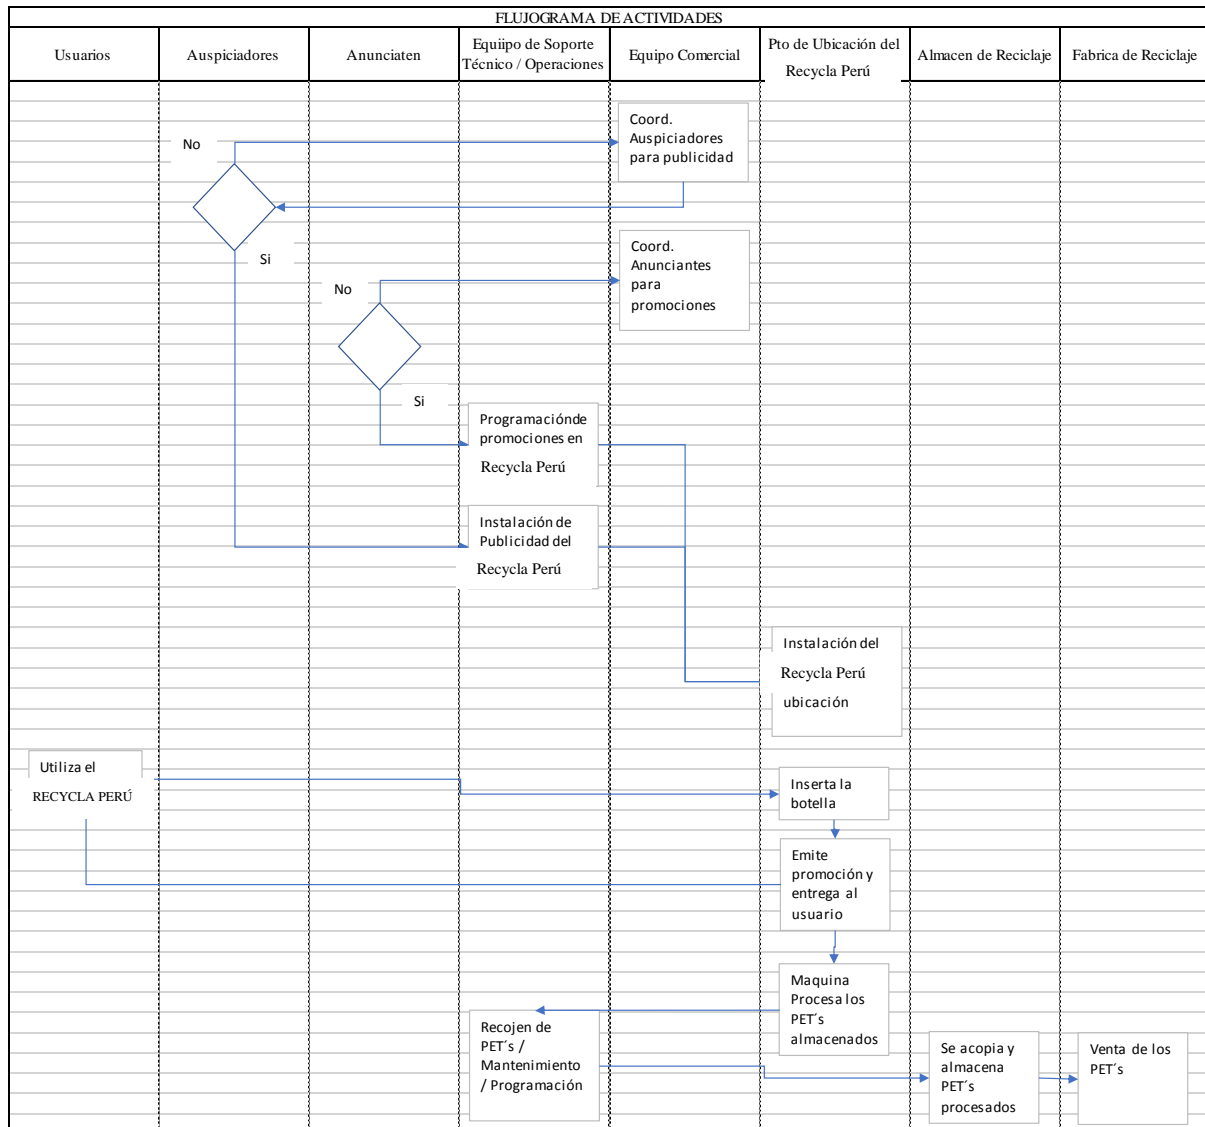 FLUJOGRAMA DE ACTIVIDADES
Usuarios
Auspiciadores
Anunciaten
Equiipo de Soporte
Técnico / Operaciones
Equipo Comercial
Pto de Ubicación del
Recycla Perú
Almacen de Reciclaje
Fabrica de Reciclaje
Coord.
Auspiciadores
para publicidad
No
Si
Coord.
Anunciantes
para
promociones
No
Si
Programaciónde
promociones en
Recycla Perú
Instalación de
Publicidad del
Recycla Perú
Instalación del
Recycla Perú
ubicación
Utiliza el
RECYCLA PERÚ
Inserta la
botella
Emite
promoción y
entrega al
usuario
Maquina
Procesa los
PET´s
almacenados
Recojen de
PET´s /
Mantenimiento
/ Programación
Se acopia y
almacena
PET´s
procesados
Venta de los
PET´s